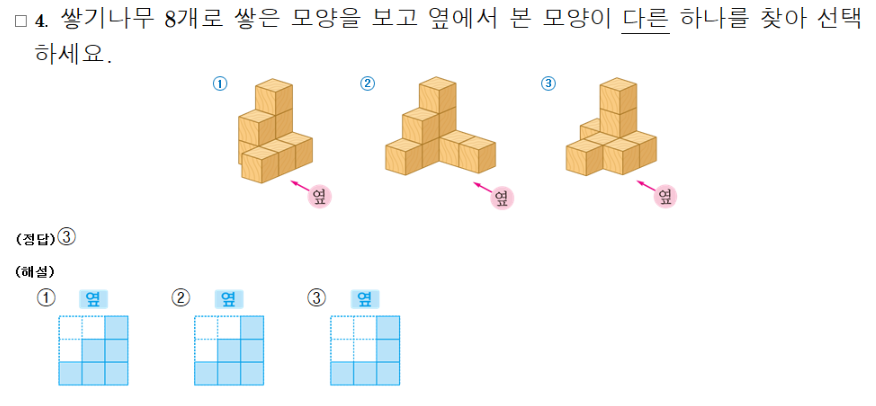 □ 4. 쌓기나무 8개로 쌓은 모양을 보고 옆에서 본 모양이 다른 하나를 찾아 선택
하세요.
① ② ③
옆 옆 옆
(정답)③
(해설)
① 옆 ② 옆 ③ 옆